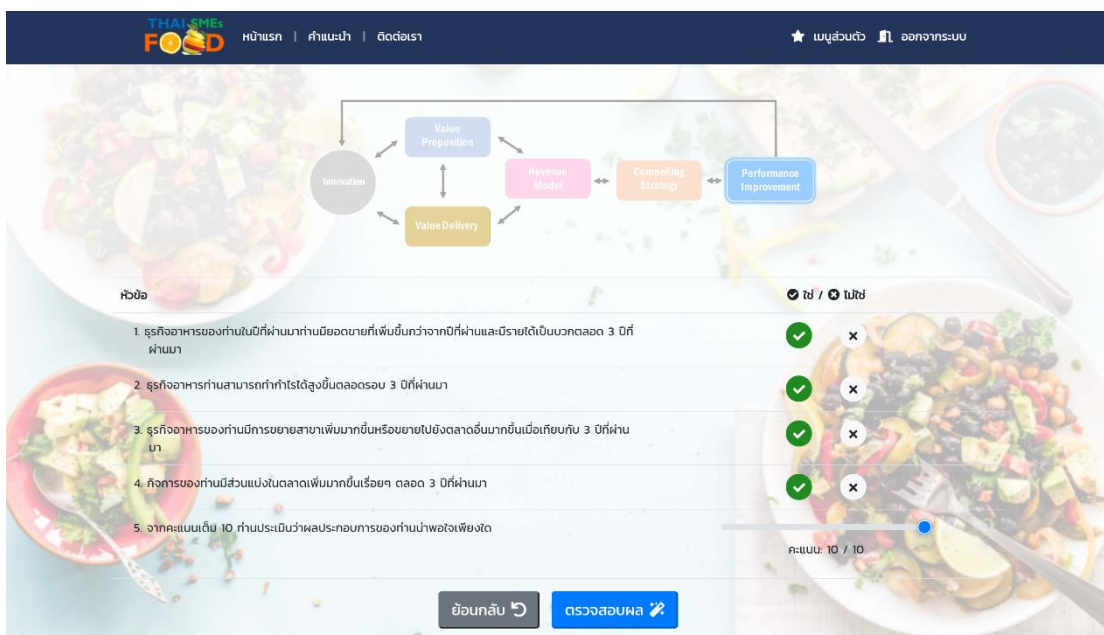 THAI SMEs
FOOD
หน้าแรก | คำแนะนำ | ติดต่อเรา
เมนูส่วนตัว ออกจากระบบ
Value
Proposition
Innovation
Revenue
Model
Compelling
Strategy
Performance
Improvement
Value Delivery
หัวข้อ
ใช่ / ไม่ใช่
1. ธุรกิจอาหารของท่านในปีที่ผ่านมาท่านมียอดขายที่เพิ่มขึ้นกว่าจากปีที่ผ่านและมีรายได้เป็นบวกตลอด 3 ปีที่
ผ่านมา
2. ธุรกิจอาหารท่านสามารถทำกำไรได้สูงขึ้นตลอดรอบ 3 ปีที่ผ่านมา
3. ธุรกิจอาหารของท่านมีการขยายสาขาเพิ่มมากขึ้นหรือขยายไปยังตลาดอื่นมากขึ้นเมื่อเทียบกับ 3 ปีที่ผ่าน
มา
4. กิจการของท่านมีส่วนแบ่งในตลาดเพิ่มมากขึ้นเรื่อยๆ ตลอด 3 ปีที่ผ่านมา
5. จากคะแนนเต็ม 10 ท่านประเมินว่าผลประกอบการของท่านน่าพอใจเพียงใด
คะแนน: 10 / 10
ย้อนกลับ
ตรวจสอบผล